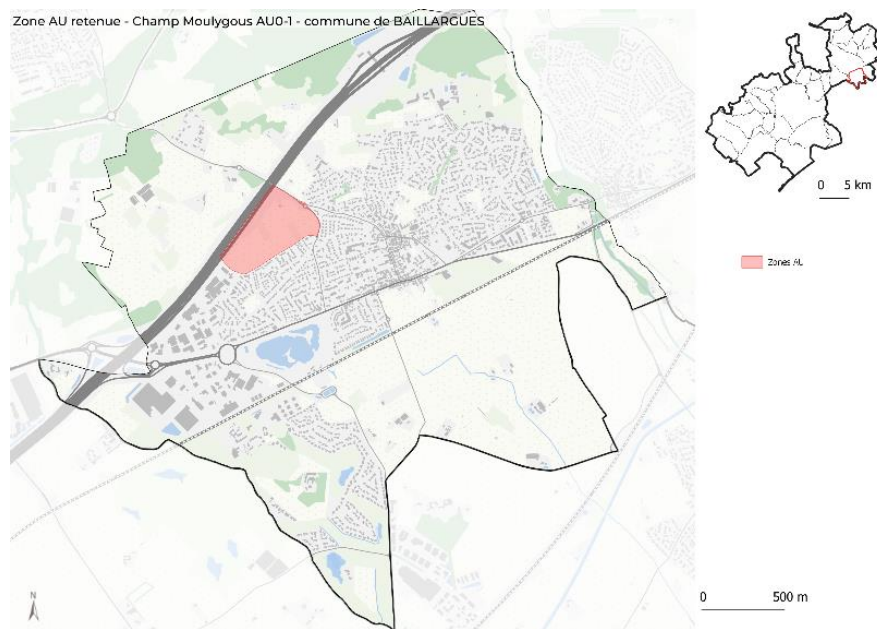 Zone AU retenue - Champ Moulygous AU0-1 - commune de BAILLARGUES
0 5 km
Zones AU
N
0 500 m